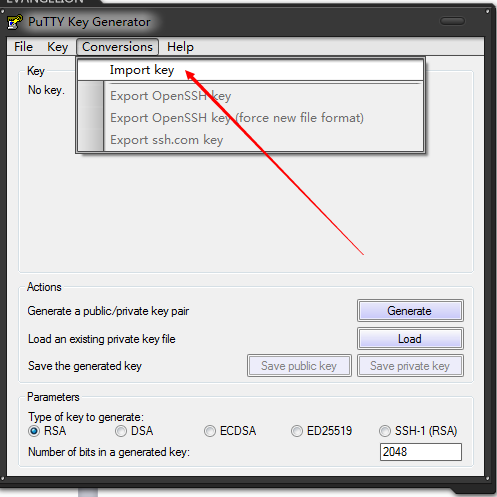 EVANGELION
PuTTY Key Generator
File Key Conversions Help
Import key
Export OpenSSH key
Export OpenSSH key (force new file format)
Export ssh.com key
Key
No key.
Actions
Generate a public/private key pair
Generate
Load an existing private key file
Load
Save the generated key
Save public key
Save private key
Parameters
Type of key to generate:
RSA DSA ECDSA ED25519 SSH-1 (RSA)
Number of bits in a generated key:
2048